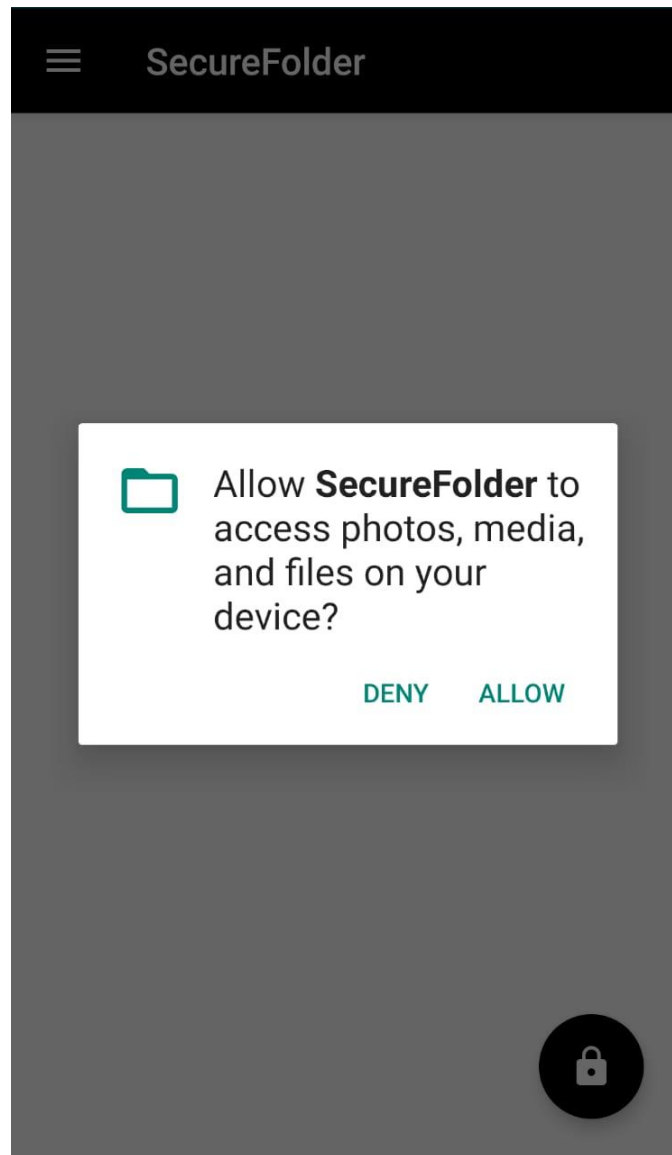 SecureFolder
Allow SecureFolder to
access photos, media,
and files on your
device?
DENY ALLOW